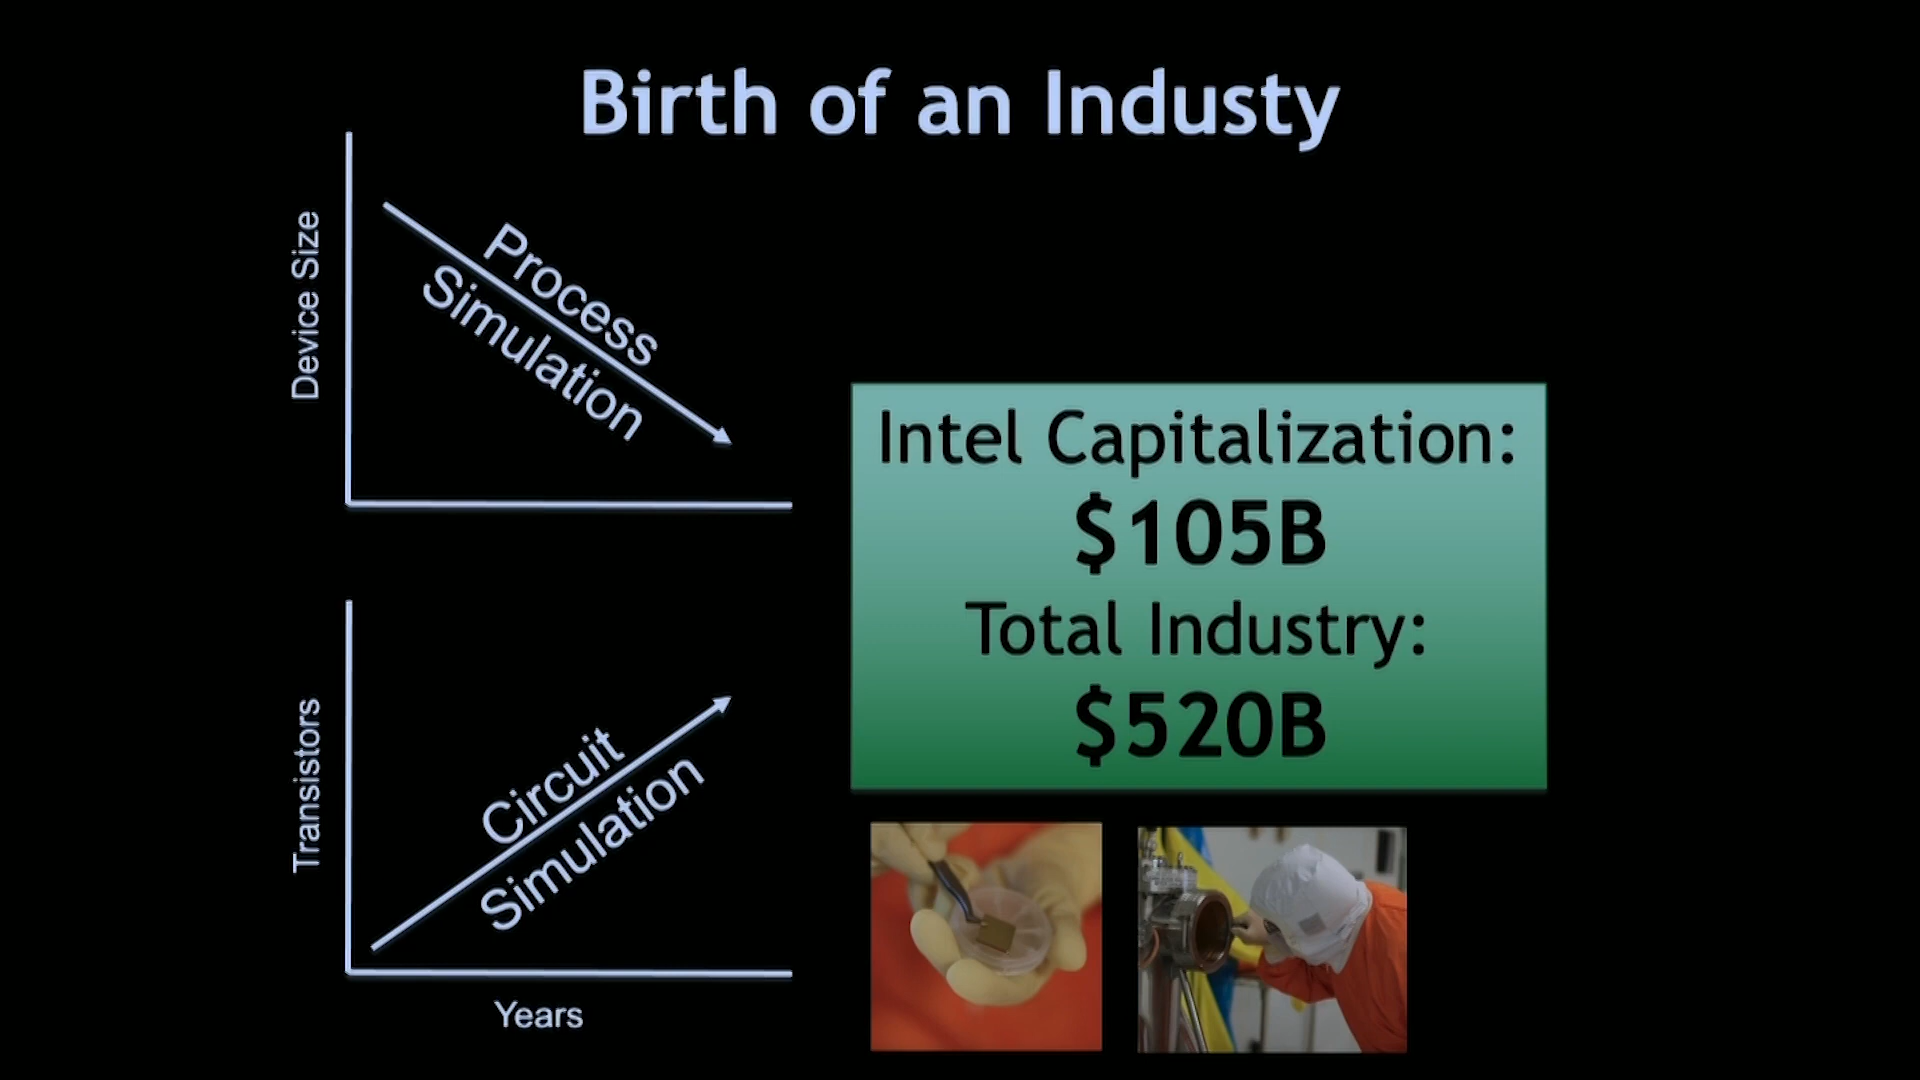 Birth of an Industy
Device Size
Process
Simulation
Transistors
Circuit
Simulation
Years
Intel Capitalization:
$105B
Total Industry:
$520B